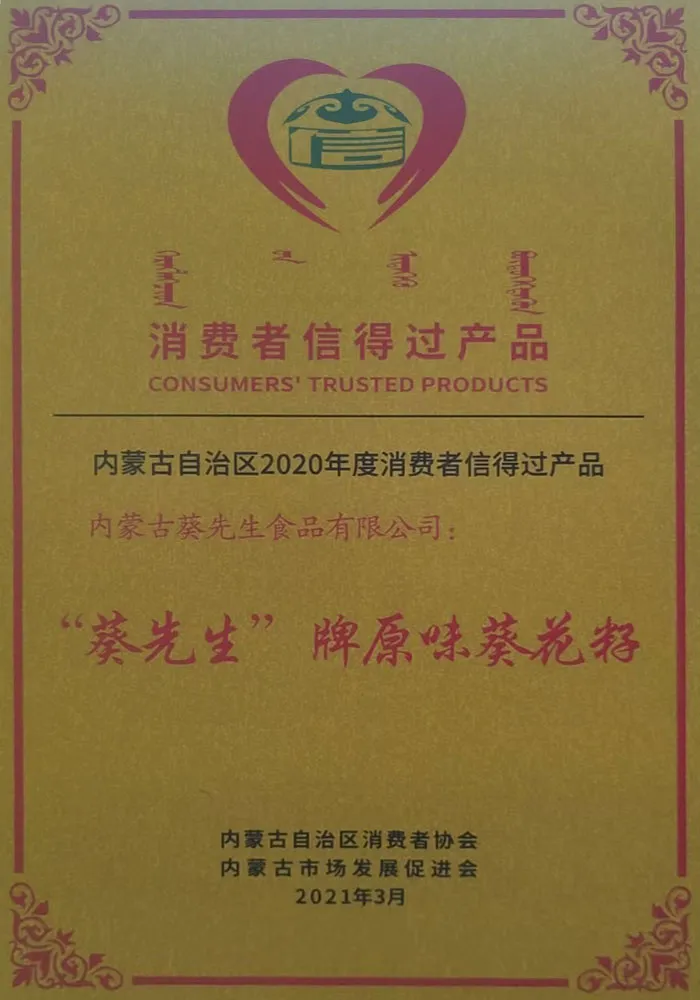 信
消费者信得过产品
CONSUMERS' TRUSTED PRODUCTS
内蒙古自治区2020年度消费者信得过产品
内蒙古葵先生食品有限公司：
“葵先生”牌原味葵花籽
内蒙古自治区消费者协会
内蒙古市场发展促进会
2021年3月